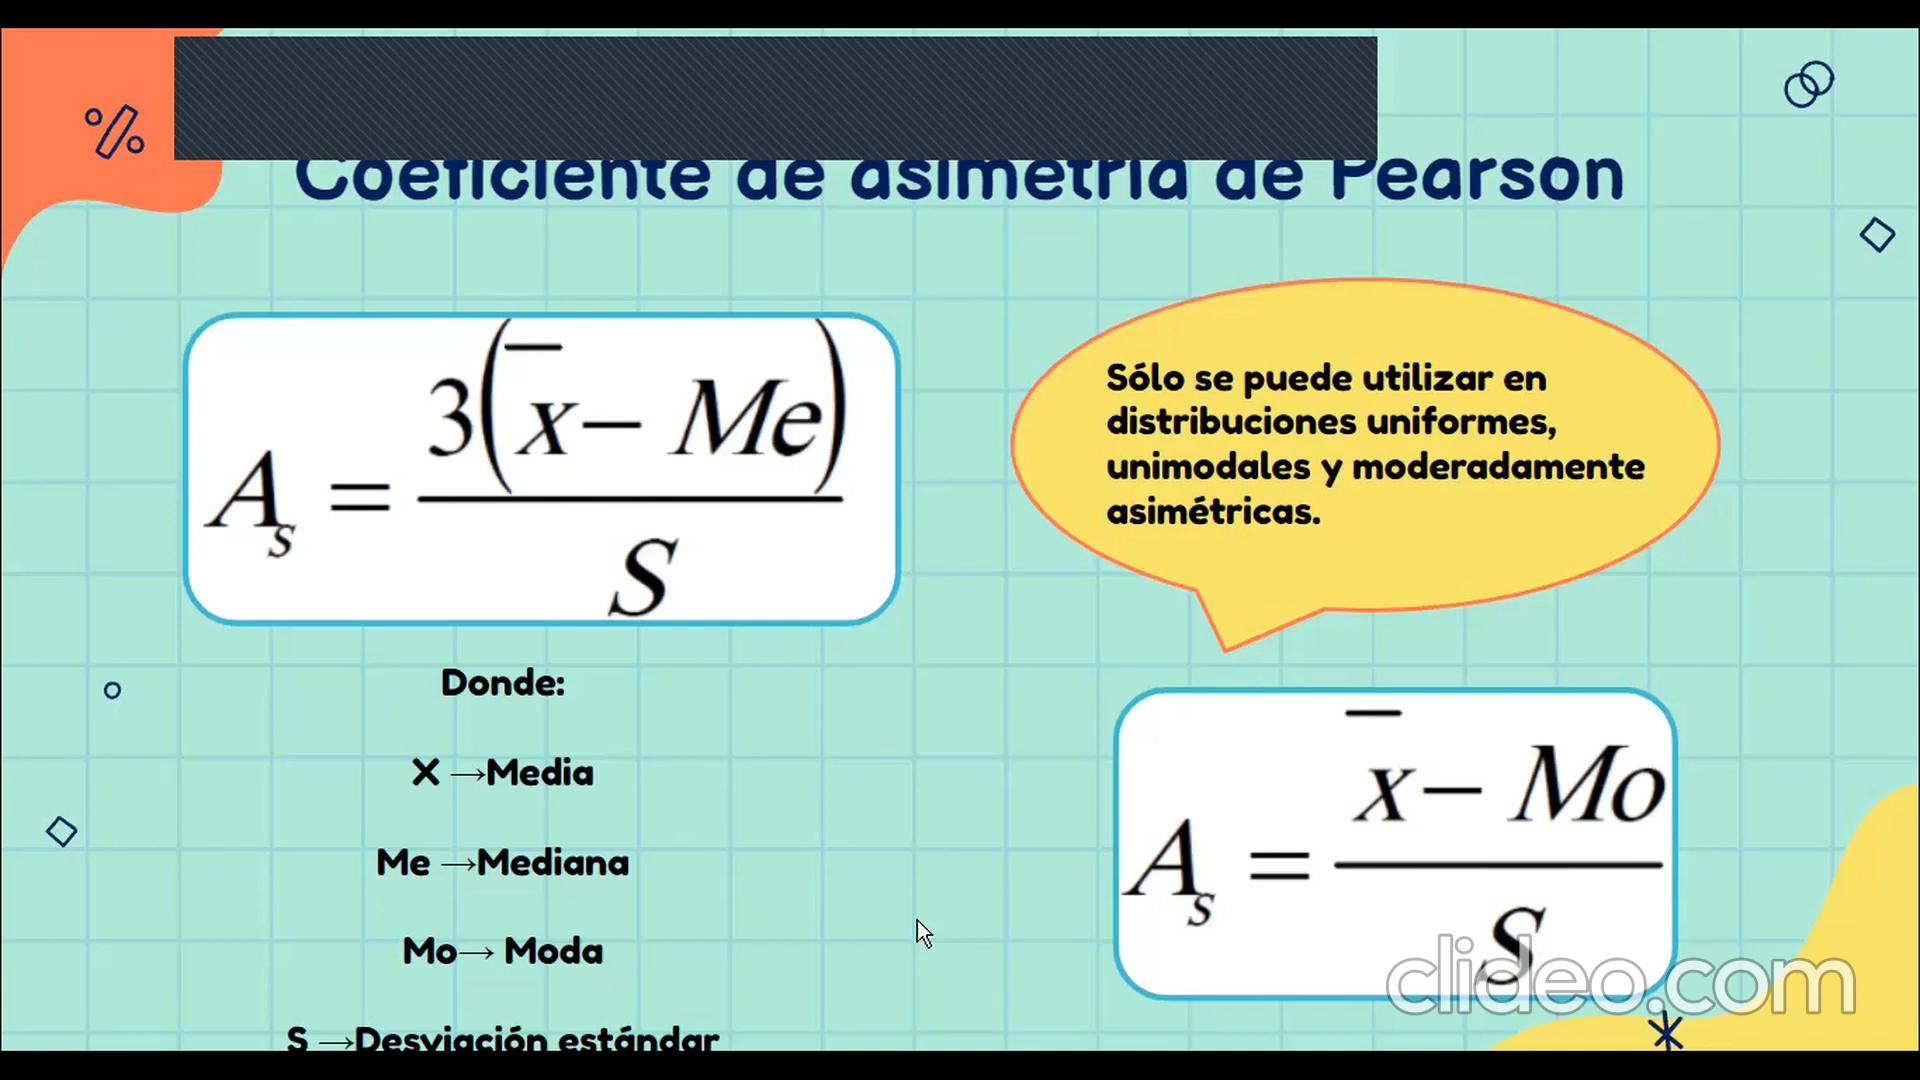 Coeficiente de asimetría de Pearson
A_s = 3(x̄ − Me) / S
Sólo se puede utilizar en
distribuciones uniformes,
unimodales y moderadamente
asimétricas.
Donde:
X →Media
Me →Mediana
Mo→ Moda
S →Desviación estándar
A_s = x̄ − Mo / S
clideo.com